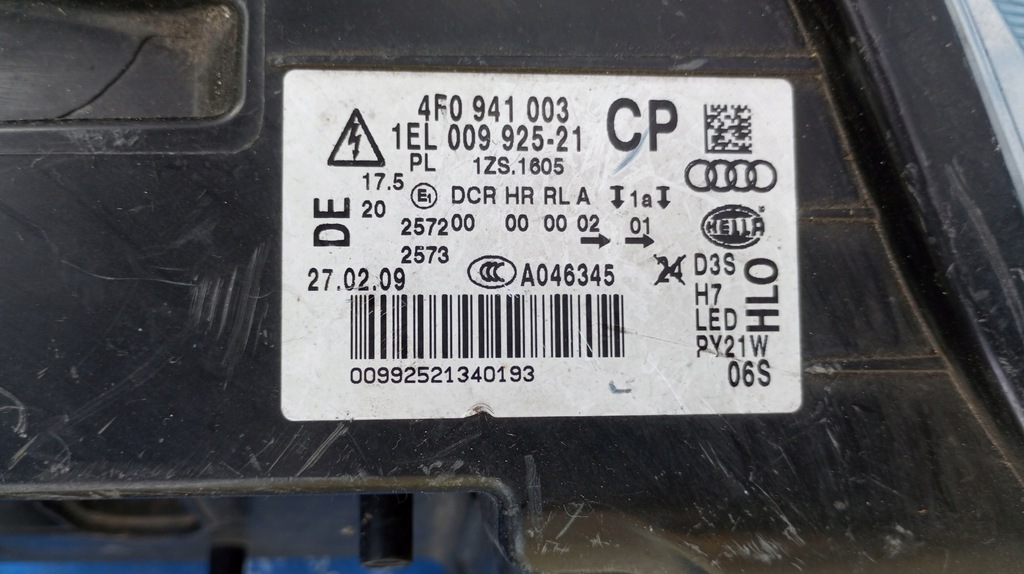 4F0 941 003
CP
1EL 009 925-21
PL 1ZS.1605
DE
17.5
20
E1 DCR HR RL A 1a
2572 00 00 00 02 01
2573
HELLA
27.02.09
CCC A046345
24
D3S
H7
LED
PY21W
HLO
06S
00992521340193